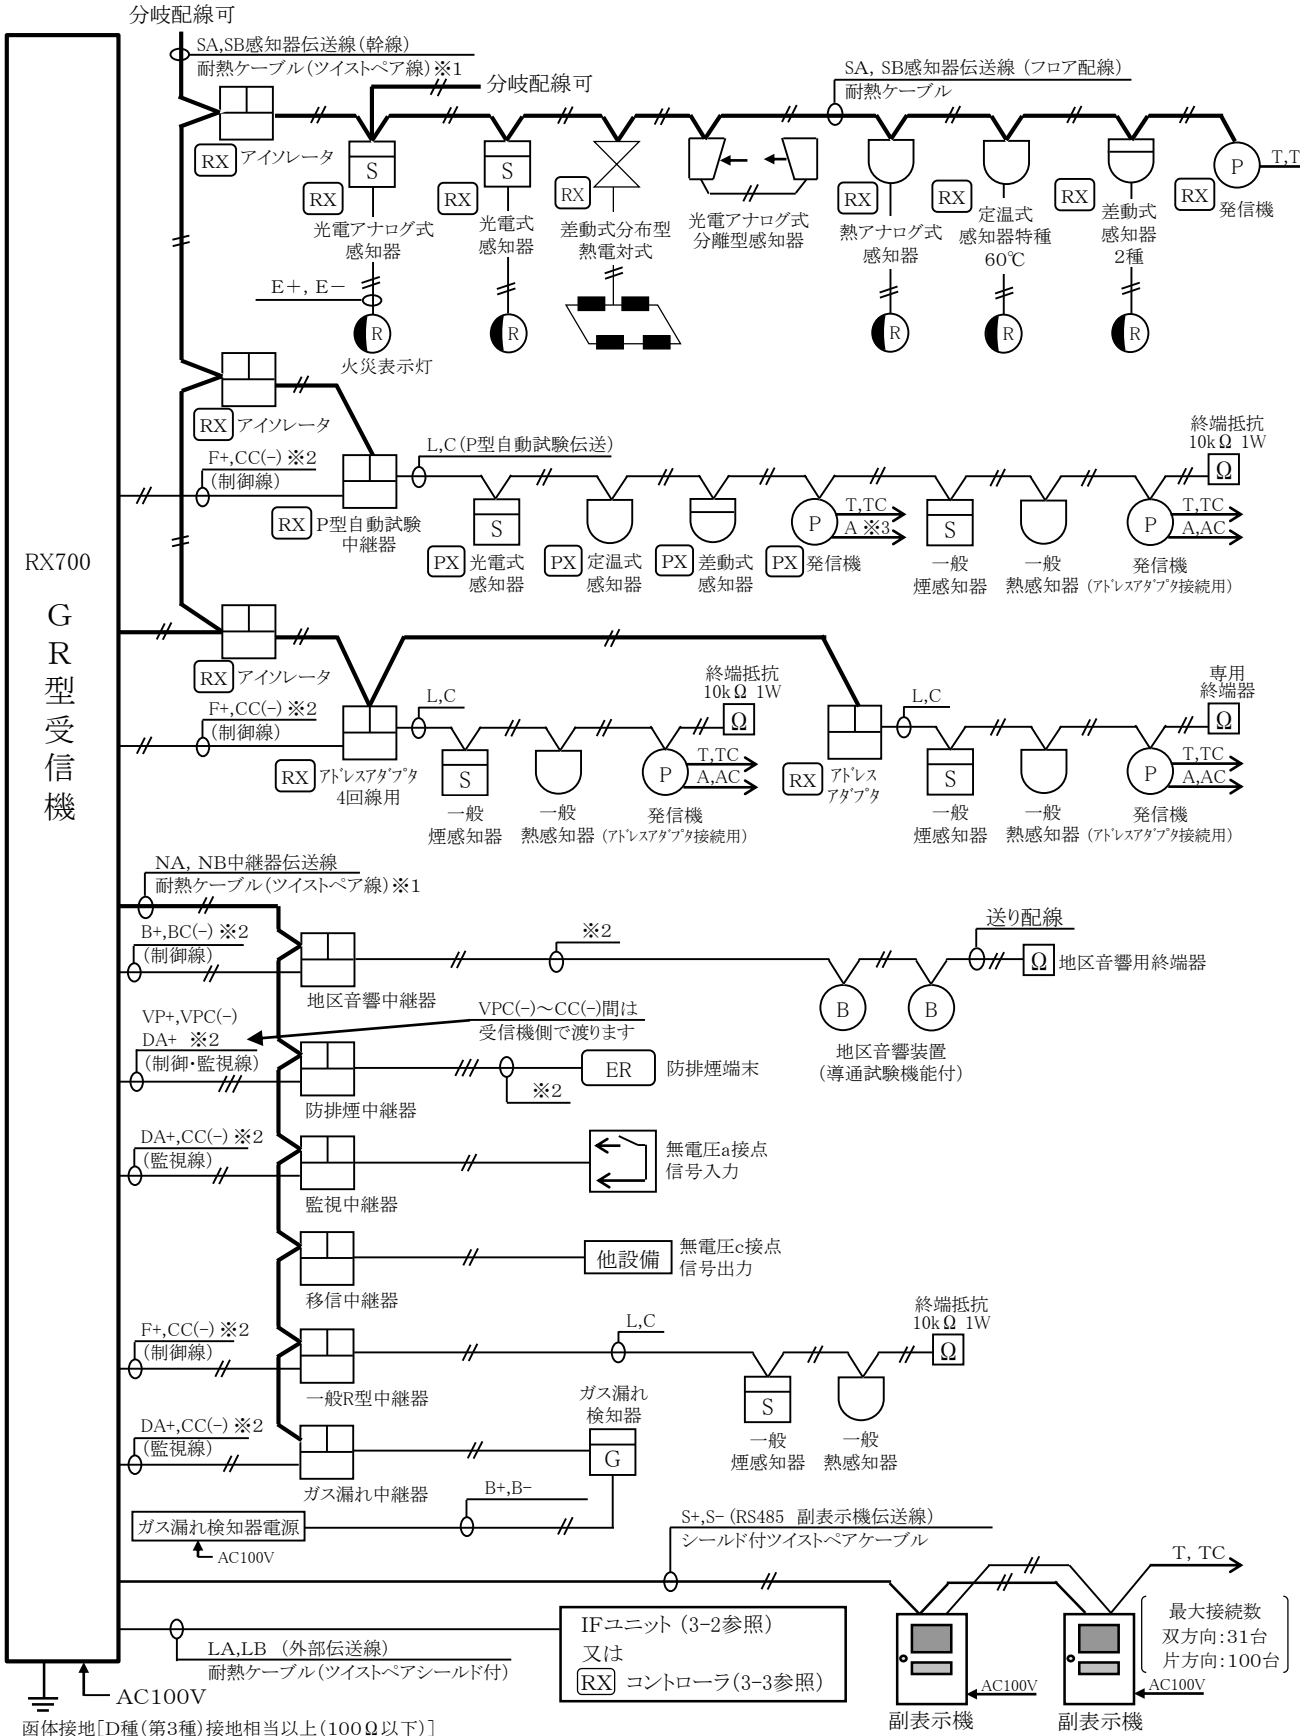 分岐配線可
SA,SB感知器伝送線(幹線)
耐熱ケーブル(ツイストペア線)※1
分岐配線可
SA, SB感知器伝送線 (フロア配線)
耐熱ケーブル
RX アイソレータ
S
RX
光電アナログ式
感知器
S
RX
光電式
感知器
RX
差動式分布型
熱電対式
光電アナログ式
分離型感知器
RX
熱アナログ式
感知器
RX
定温式
感知器特種
60℃
RX
差動式
感知器
2種
P
T,T
RX
発信機
E+, E-
R
火災表示灯
R
R
R
R
RX アイソレータ
F+,CC(-) ※2
(制御線)
RX P型自動試験
中継器
L,C(P型自動試験伝送)
S
PX 光電式
感知器
PX 定温式
感知器
PX 差動式
感知器
P
T,TC
A ※3
PX 発信機
S
一般
煙感知器
一般
熱感知器
終端抵抗
10kΩ 1W
Ω
P
T,TC
A,AC
発信機
(アドレスアダプタ接続用)
RX700
GR型受信機
RX アイソレータ
F+,CC(-) ※2
(制御線)
RX アドレスアダプタ
4回線用
L,C
S
一般
煙感知器
一般
熱感知器
終端抵抗
10kΩ 1W
Ω
P
T,TC
A,AC
発信機
(アドレスアダプタ接続用)
RX アドレス
アダプタ
L,C
S
一般
煙感知器
一般
熱感知器
専用
終端器
Ω
P
T,TC
A,AC
発信機
(アドレスアダプタ接続用)
NA, NB中継器伝送線
耐熱ケーブル(ツイストペア線)※1
B+,BC(-) ※2
(制御線)
地区音響中継器
※2
送り配線
Ω 地区音響用終端器
B
B
地区音響装置
(導通試験機能付)
VP+,VPC(-)
DA+ ※2
(制御・監視線)
VPC(-)～CC(-)間は
受信機側で渡ります
ER 防排煙端末
※2
防排煙中継器
DA+,CC(-) ※2
(監視線)
無電圧a接点
信号入力
監視中継器
他設備
無電圧c接点
信号出力
移信中継器
F+,CC(-) ※2
(制御線)
一般R型中継器
L,C
終端抵抗
10kΩ 1W
Ω
S
一般
煙感知器
一般
熱感知器
DA+,CC(-) ※2
(監視線)
ガス漏れ
検知器
G
ガス漏れ中継器
B+,B-
ガス漏れ検知器電源
AC100V
S+,S- (RS485 副表示機伝送線)
シールド付ツイストペアケーブル
T, TC
最大接続数
双方向:31台
片方向:100台
AC100V
AC100V
副表示機
副表示機
LA,LB (外部伝送線)
耐熱ケーブル(ツイストペアシールド付)
IFユニット (3-2参照)
又は
RX コントローラ(3-3参照)
AC100V
函体接地[D種(第3種)接地相当以上(100Ω以下)]